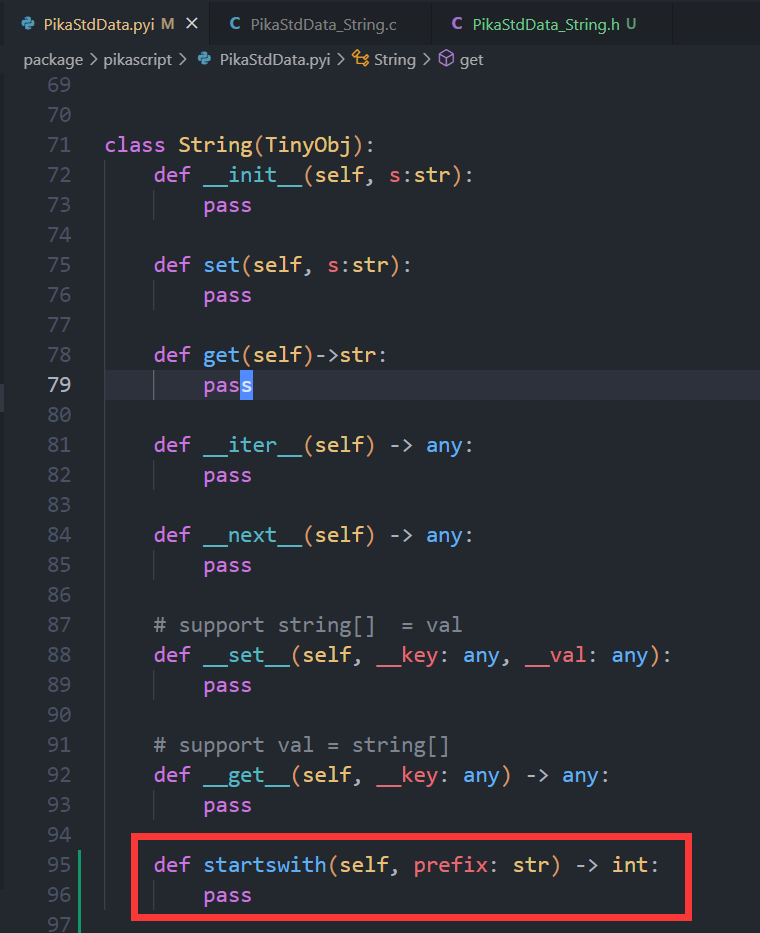 PikaStdData.pyi M
PikaStdData_String.c
PikaStdData_String.h U
package > pikascript > PikaStdData.pyi > String > get
69
70
71 class String(TinyObj):
72     def __init__(self, s:str):
73         pass
74
75     def set(self, s:str):
76         pass
77
78     def get(self)->str:
79         pass
80
81     def __iter__(self) -> any:
82         pass
83
84     def __next__(self) -> any:
85         pass
86
87     # support string[]  = val
88     def __set__(self, __key: any, __val: any):
89         pass
90
91     # support val = string[]
92     def __get__(self, __key: any) -> any:
93         pass
94
95     def startswith(self, prefix: str) -> int:
96         pass
97